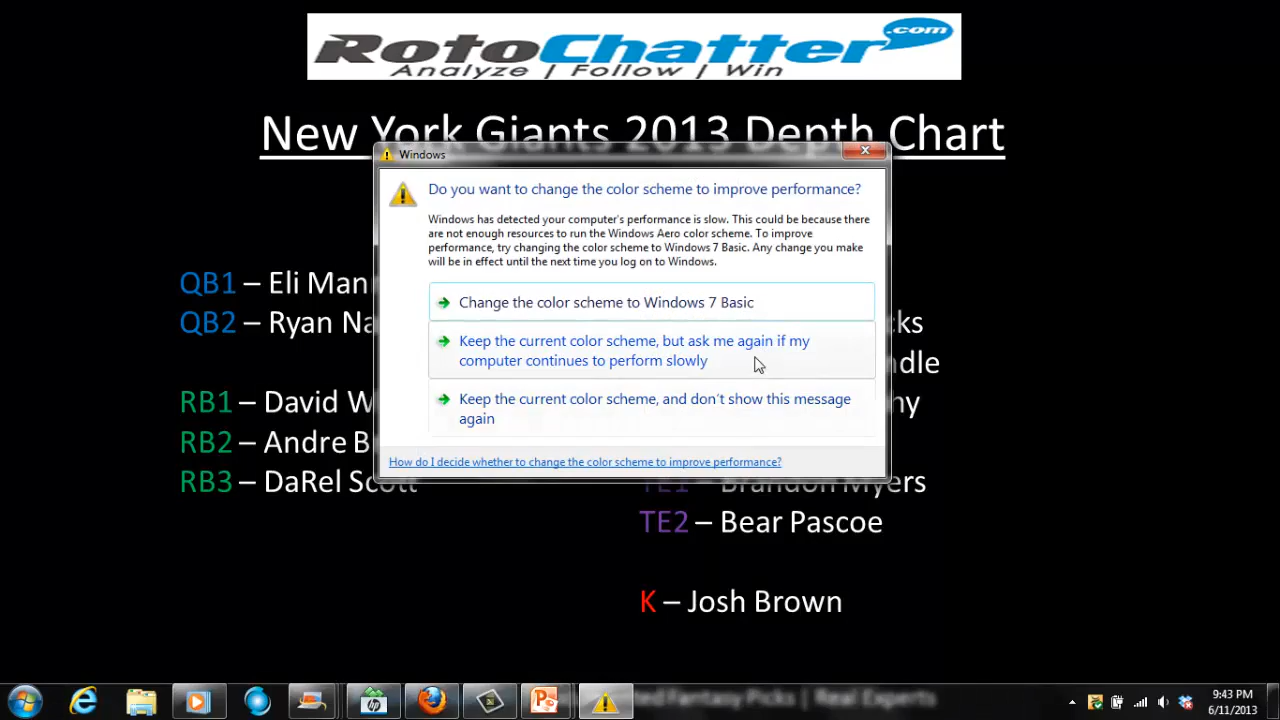 RotoChatter.com
Analyze | Follow | Win
New York Giants 2013 Depth Chart
Windows
Do you want to change the color scheme to improve performance?
Windows has detected your computer's performance is slow. This could be because there
are not enough resources to run the Windows Aero color scheme. To improve
performance, try changing the color scheme to Windows 7 Basic. Any change you make
will be in effect until the next time you log on to Windows.
Change the color scheme to Windows 7 Basic
Keep the current color scheme, but ask me again if my
computer continues to perform slowly
Keep the current color scheme, and don't show this message
again
How do I decide whether to change the color scheme to improve performance?
QB1 – Eli Man
QB2 – Ryan Na
RB1 – David W
RB2 – Andre B
RB3 – DaRel Scott
cks
ndle
ny
TE1 – Brandon Myers
TE2 – Bear Pascoe
K – Josh Brown
Fantasy Picks
Real Experts
9:43 PM
6/11/2013